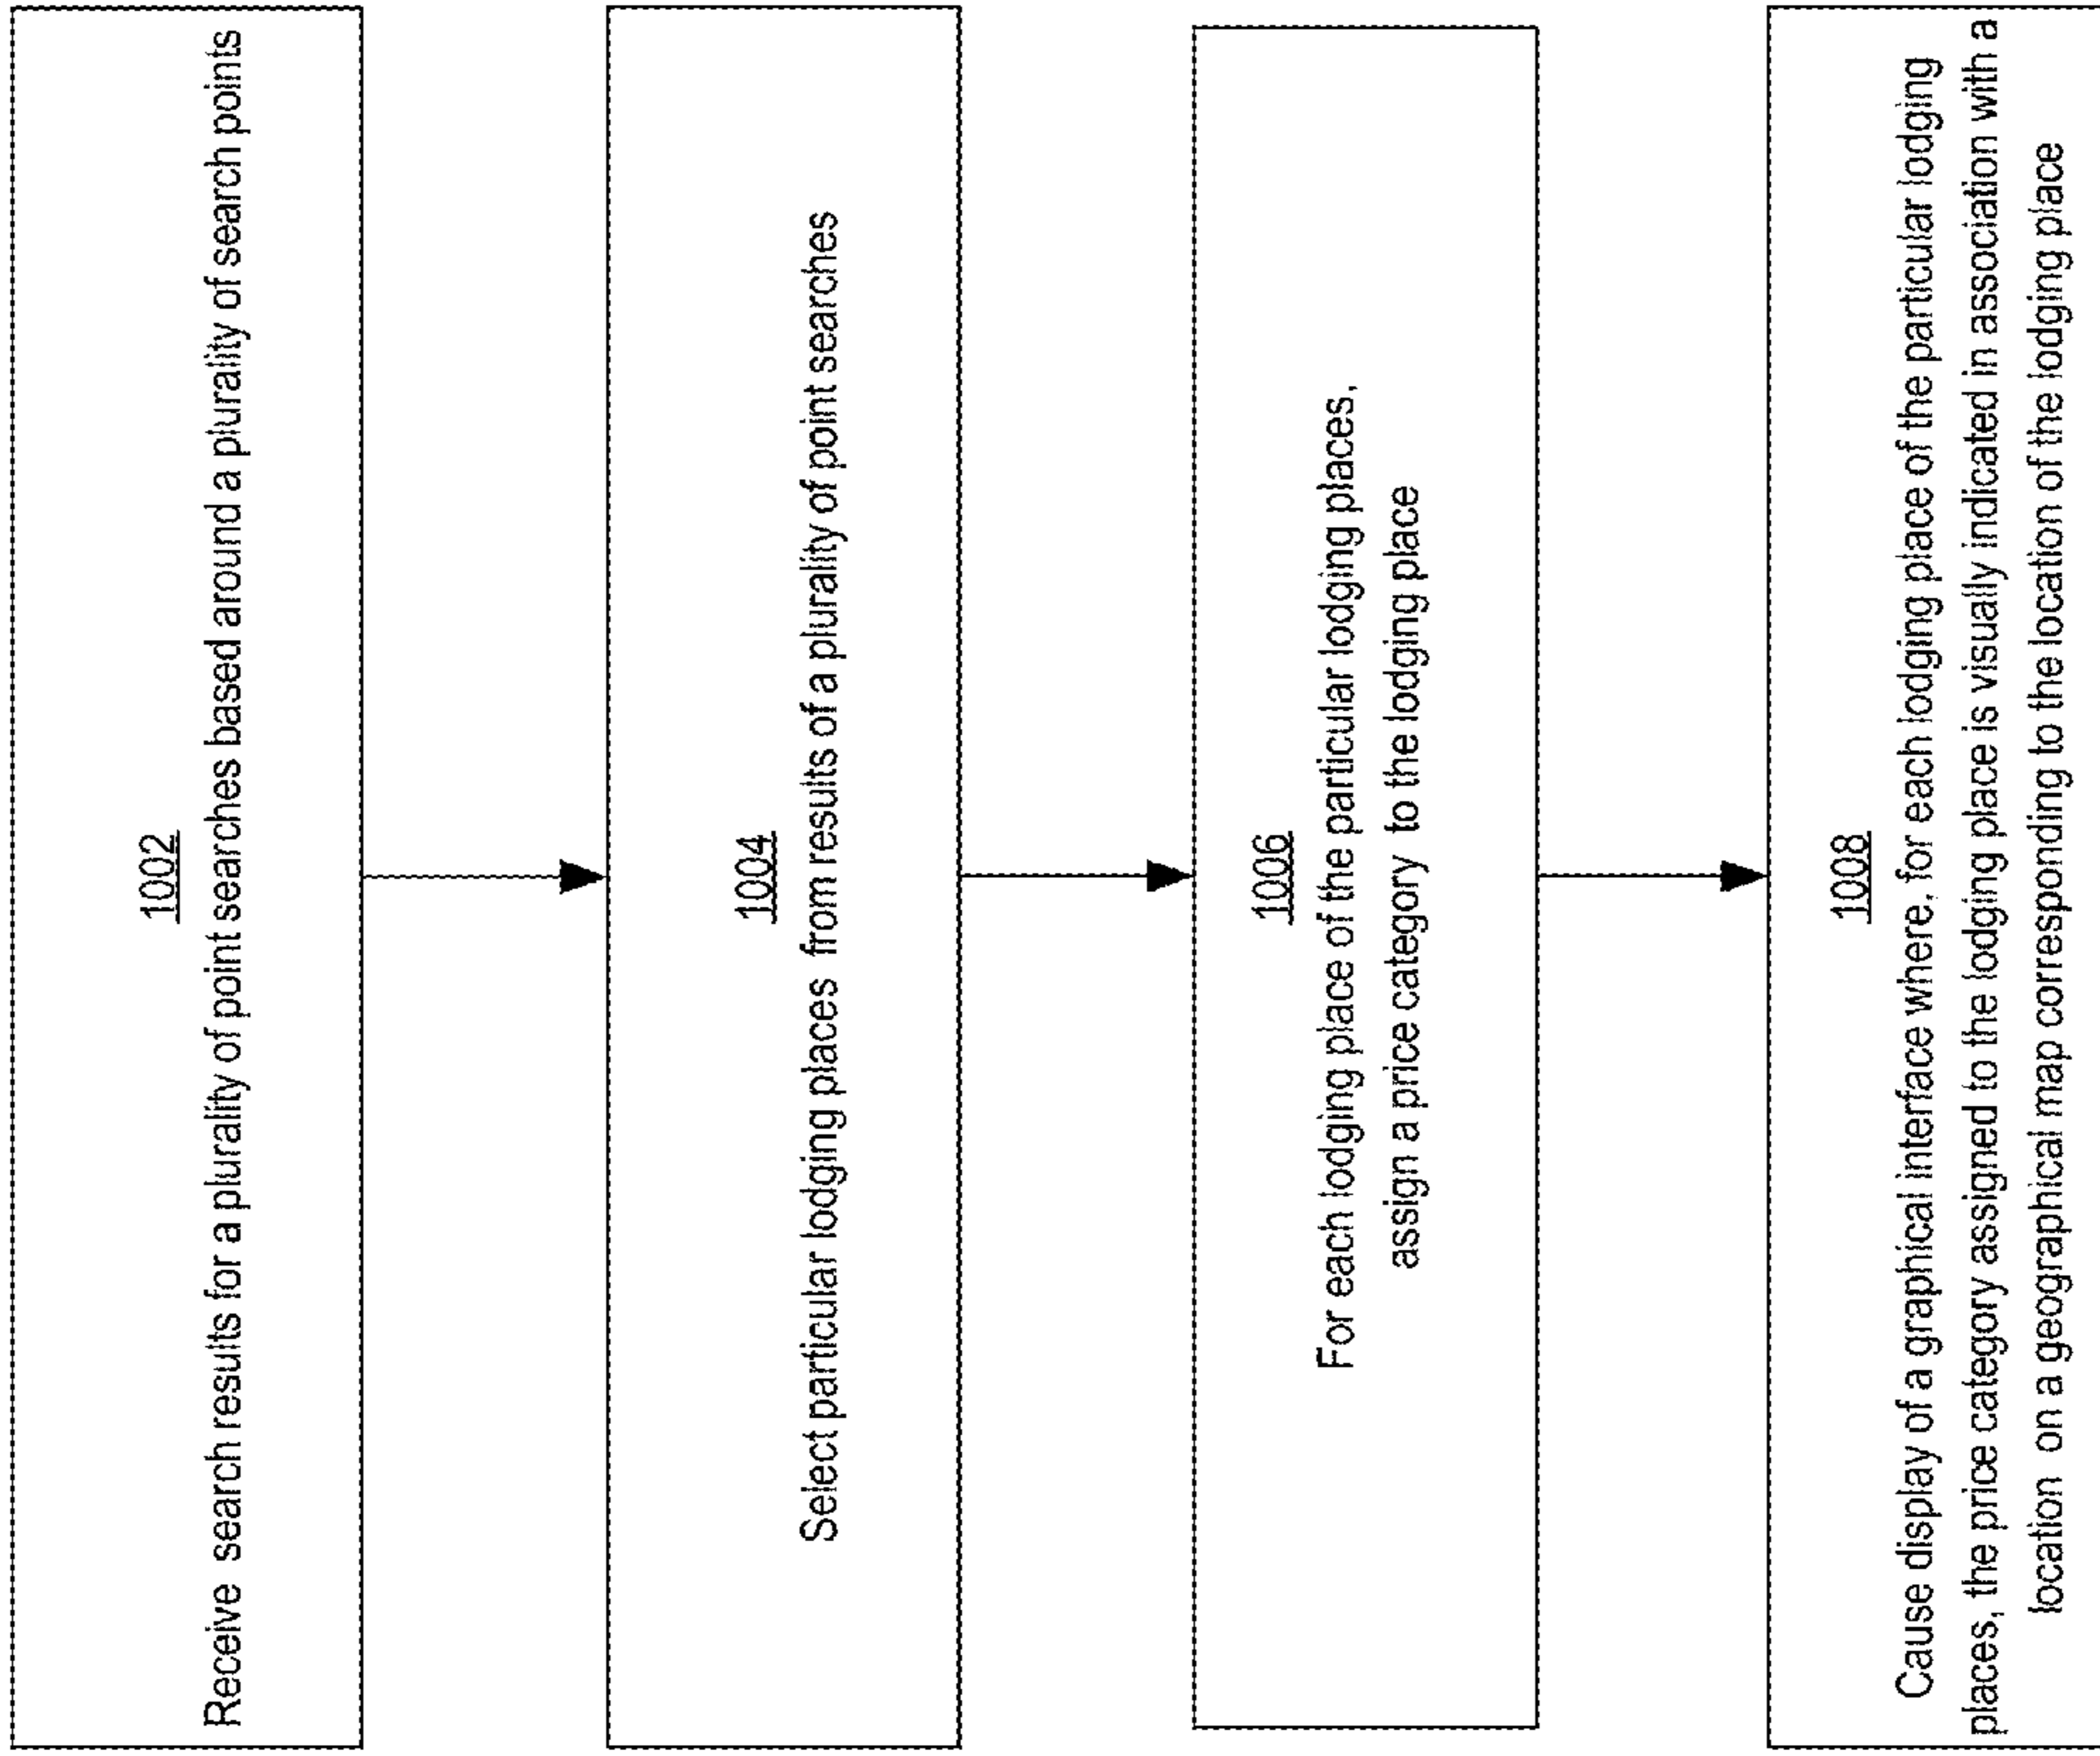 1002
Receive search results for a plurality of point searches based around a plurality of search points
1004
Select particular lodging places from results of a plurality of point searches
1006
For each lodging place of the particular lodging places,
assign a price category to the lodging place
1008
Cause display of a graphical interface where, for each lodging place of the particular lodging
places, the price category assigned to the lodging place is visually indicated in association with a
location on a geographical map corresponding to the location of the lodging place